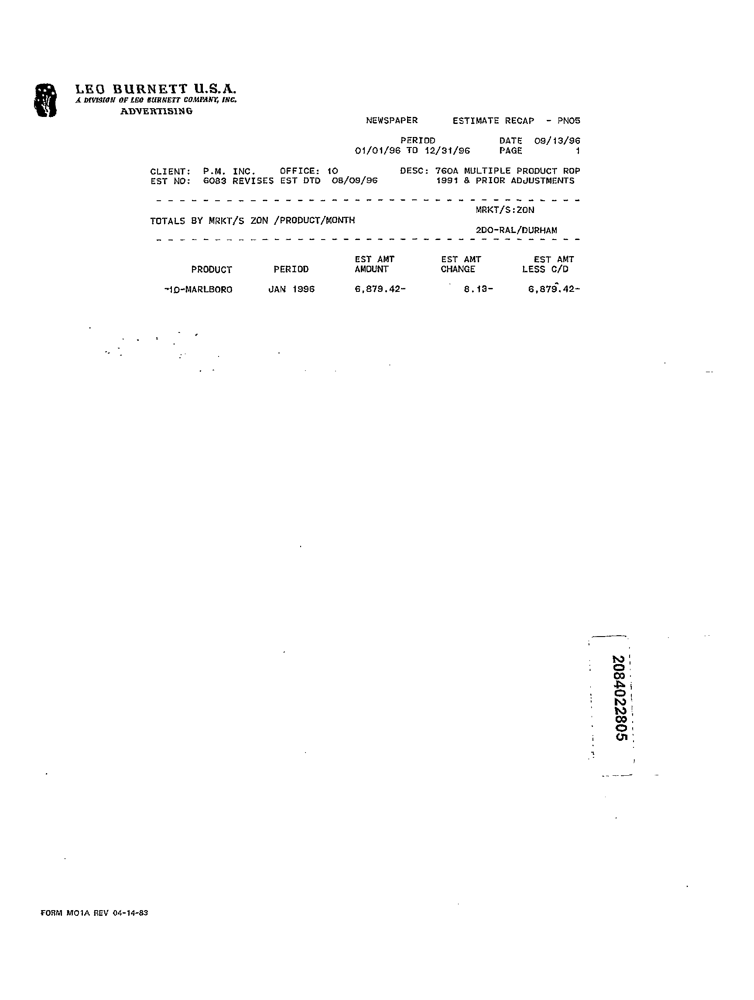 LEO BURNETT U.S.A.
A DIVISION OF LEO BURNETT COMPANY, INC.
ADVERTISING
NEWSPAPER ESTIMATE RECAP - PN05
PERIOD DATE 09/13/96
01/01/96 TO 12/31/96 PAGE 1
CLIENT: P.M. INC. OFFICE: 10 DESC: 760A MULTIPLE PRODUCT ROP
EST NO: 6083 REVISES EST DTD 08/09/96 1991 & PRIOR ADJUSTMENTS
MRKT/S:ZON
TOTALS BY MRKT/S ZON /PRODUCT/MONTH
2D0-RAL/DURHAM
EST AMT EST AMT EST AMT
PRODUCT PERIOD AMOUNT CHANGE LESS C/D
-1D-MARLBORO JAN 1996 6,879.42- 8.13- 6,879.42-
2084022805
FORM MO1A REV 04-14-83